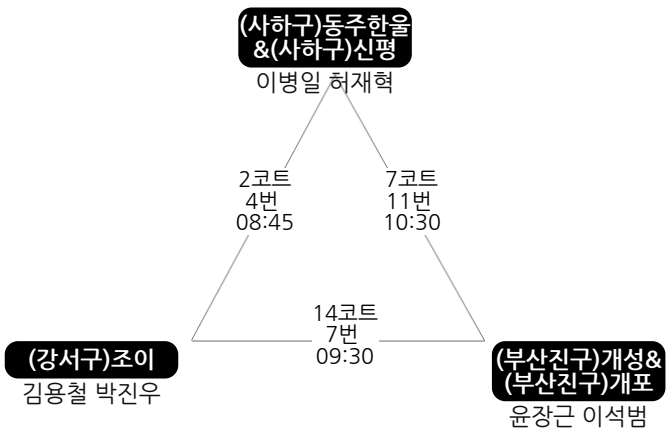 (사하구)동주한울
&(사하구)신평
이병일 허재혁
2코트
4번
08:45
7코트
11번
10:30
14코트
7번
09:30
(강서구)조이
김용철 박진우
(부산진구)개성&
(부산진구)개포
윤장근 이석범